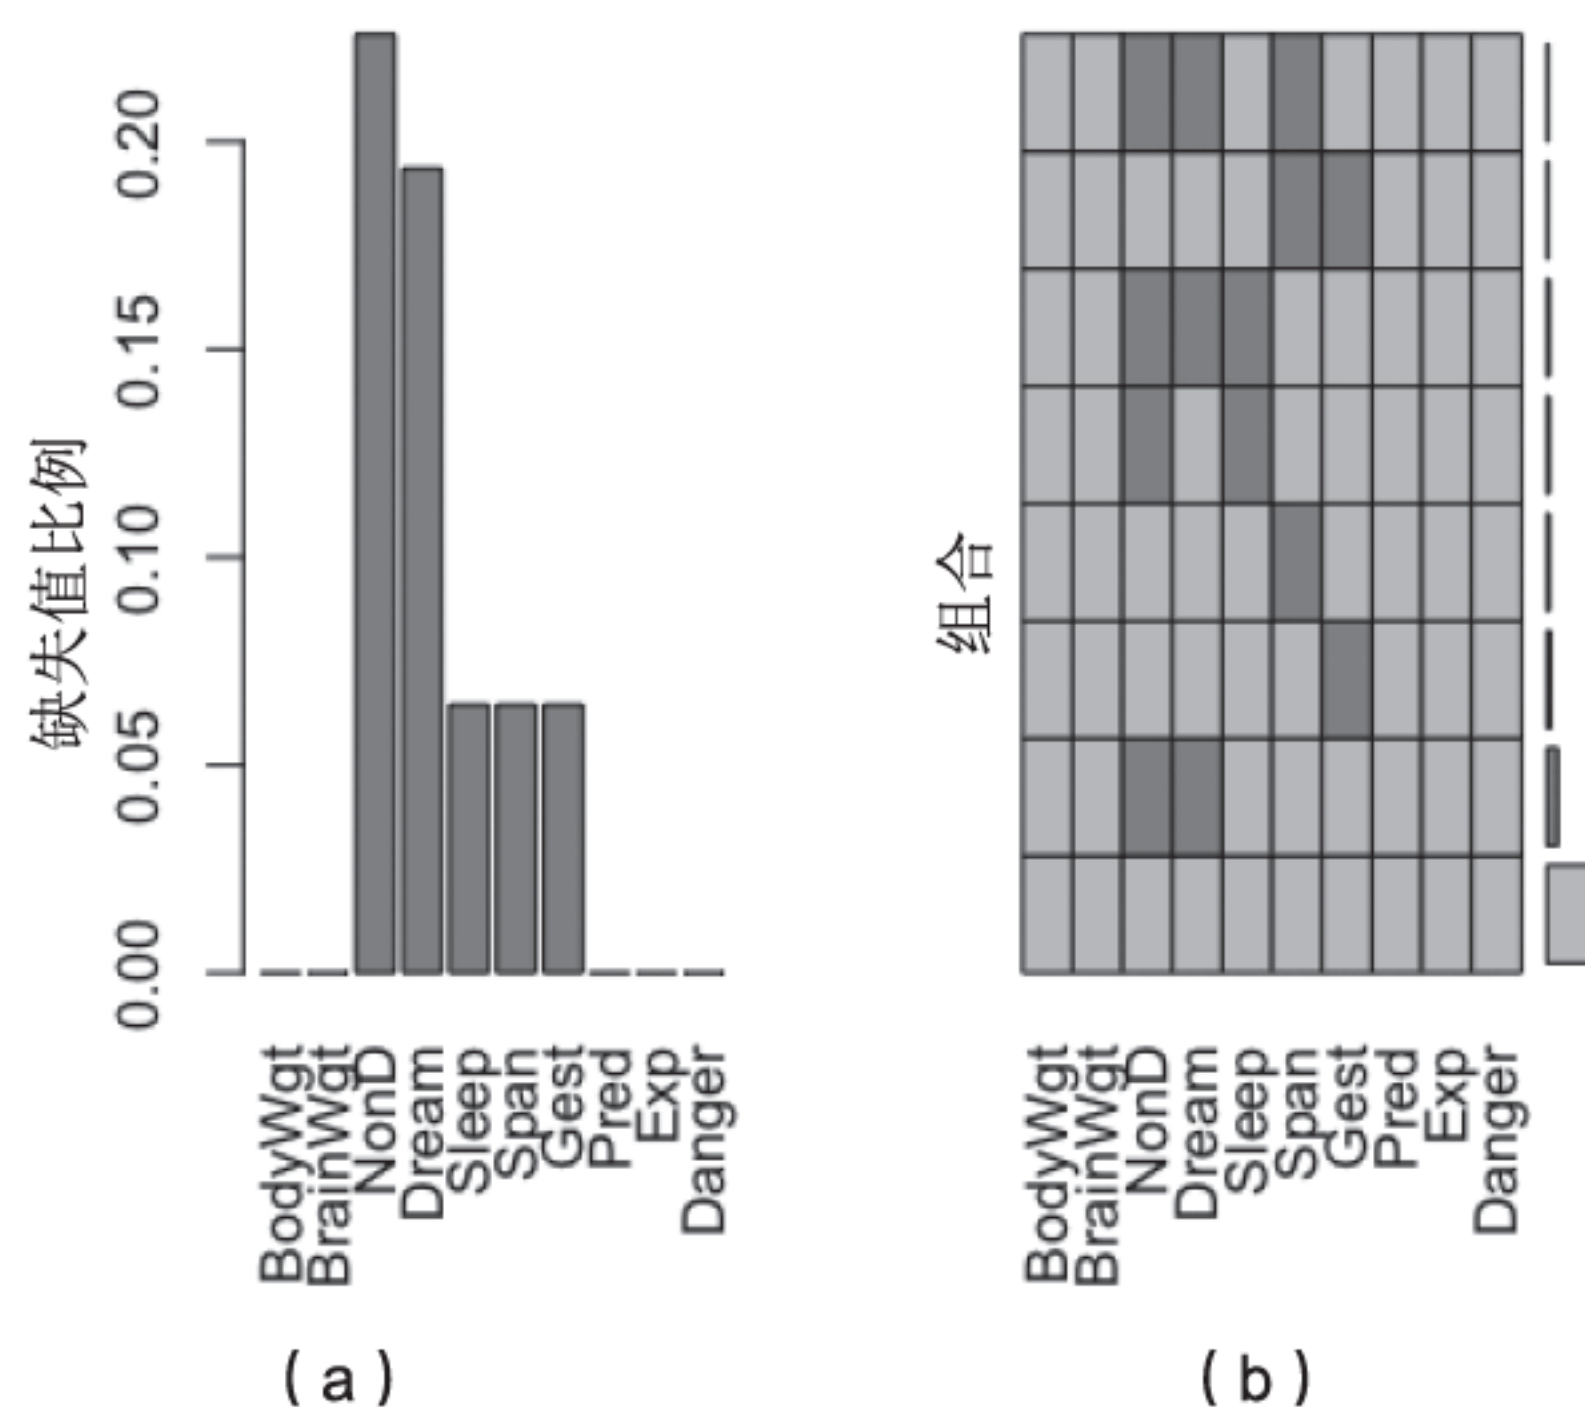 缺失值比例
0.20
0.15
0.10
0.05
0.00
BodyWgt
BrainWgt
NonD
Dream
Sleep
Span
Gest
Pred
Exp
Danger
(a)
组合
BodyWgt
BrainWgt
NonD
Dream
Sleep
Span
Gest
Pred
Exp
Danger
(b)